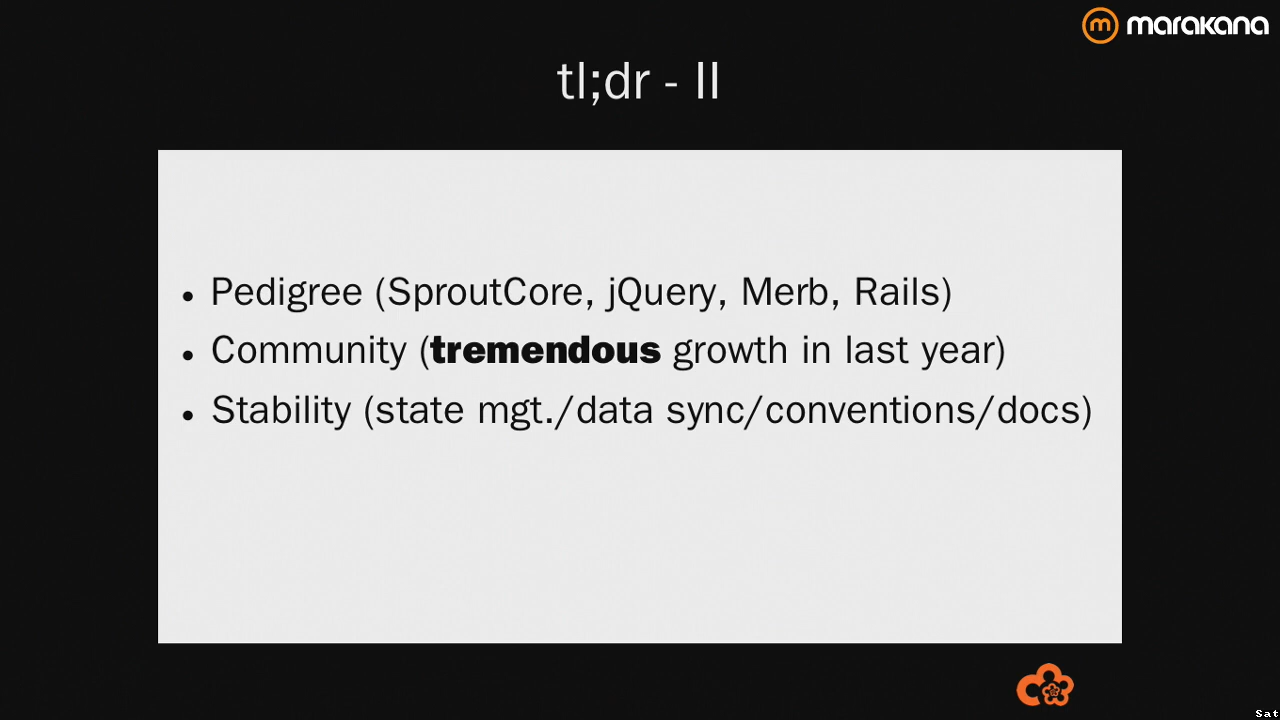 marakana
tl;dr - II
• Pedigree (SproutCore, jQuery, Merb, Rails)
• Community (tremendous growth in last year)
• Stability (state mgt./data sync/conventions/docs)
Sat